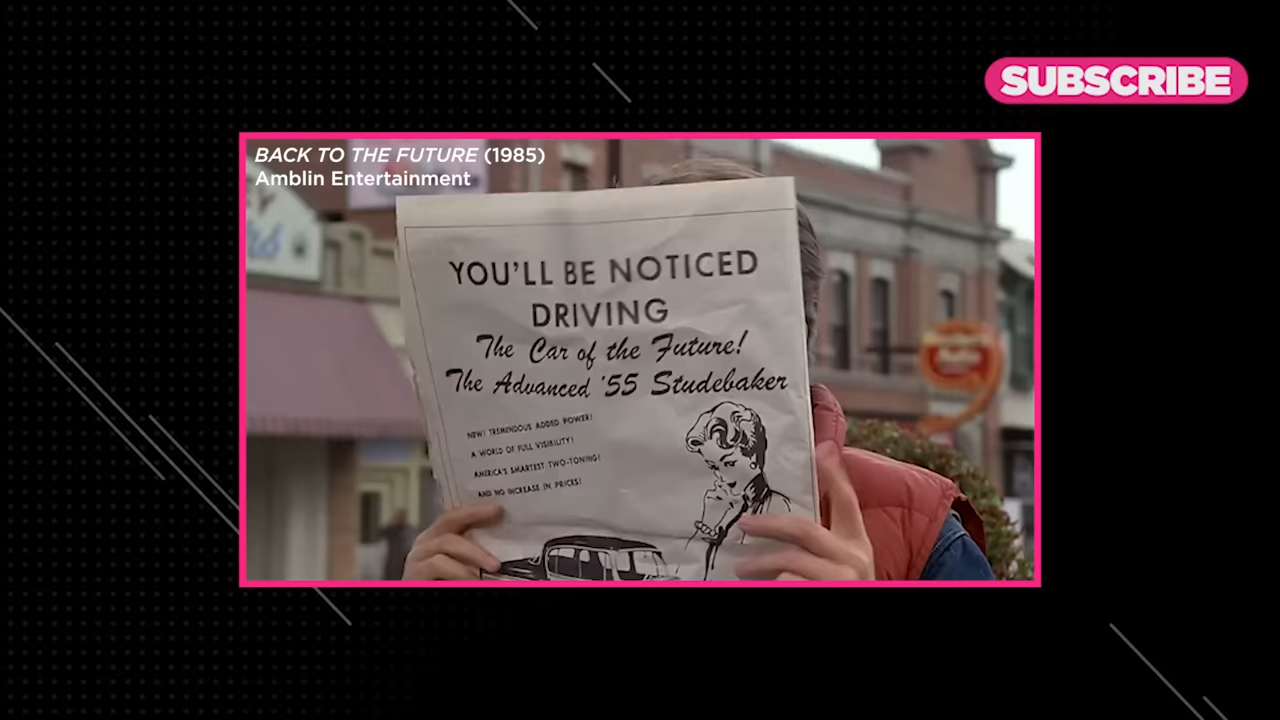 SUBSCRIBE
BACK TO THE FUTURE (1985)
Amblin Entertainment
YOU'LL BE NOTICED
DRIVING
The Car of the Future!
The Advanced '55 Studebaker
NEW! TREMENDOUS ADDED POWER!
A WORLD OF FULL VISIBILITY!
AMERICA'S SMARTEST TWO-TONING!
AND NO INCREASE IN PRICES!